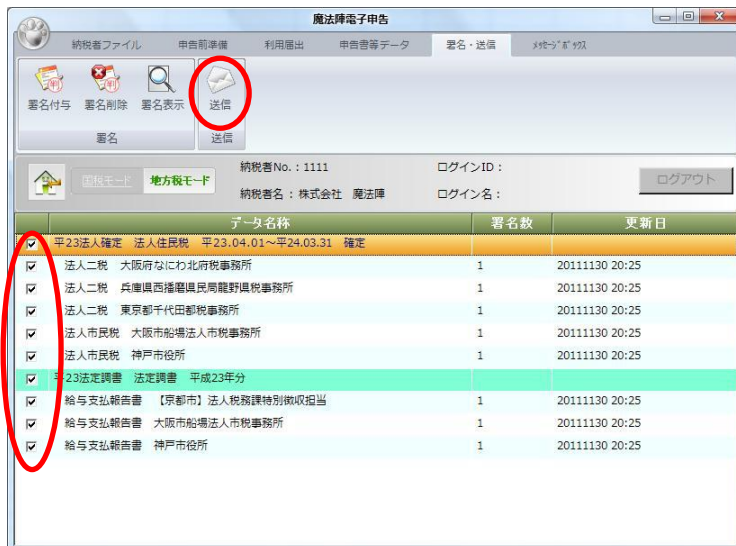 魔法陣電子申告
納税者ファイル 申告前準備 利用届出 申告書等データ 署名・送信 ﾒｯｾｰｼﾞﾎﾞｯｸｽ
署名付与 署名削除 署名表示 送信
署名 送信
国税モード 地方税モード 納税者No.：1111 ログインID： ログアウト
納税者名：株式会社 魔法陣 ログイン名：
データ名称 署名数 更新日
平23法人確定 法人住民税 平23.04.01～平24.03.31 確定
法人二税 大阪府なにわ北府税事務所 1 20111130 20:25
法人二税 兵庫県西播磨県民局龍野県税事務所 1 20111130 20:25
法人二税 東京都千代田都税事務所 1 20111130 20:25
法人市民税 大阪市船場法人市税事務所 1 20111130 20:25
法人市民税 神戸市役所 1 20111130 20:25
平23法定調書 法定調書 平成23年分
給与支払報告書 【京都市】法人税務課特別徴収担当 1 20111130 20:25
給与支払報告書 大阪市船場法人市税事務所 1 20111130 20:25
給与支払報告書 神戸市役所 1 20111130 20:25